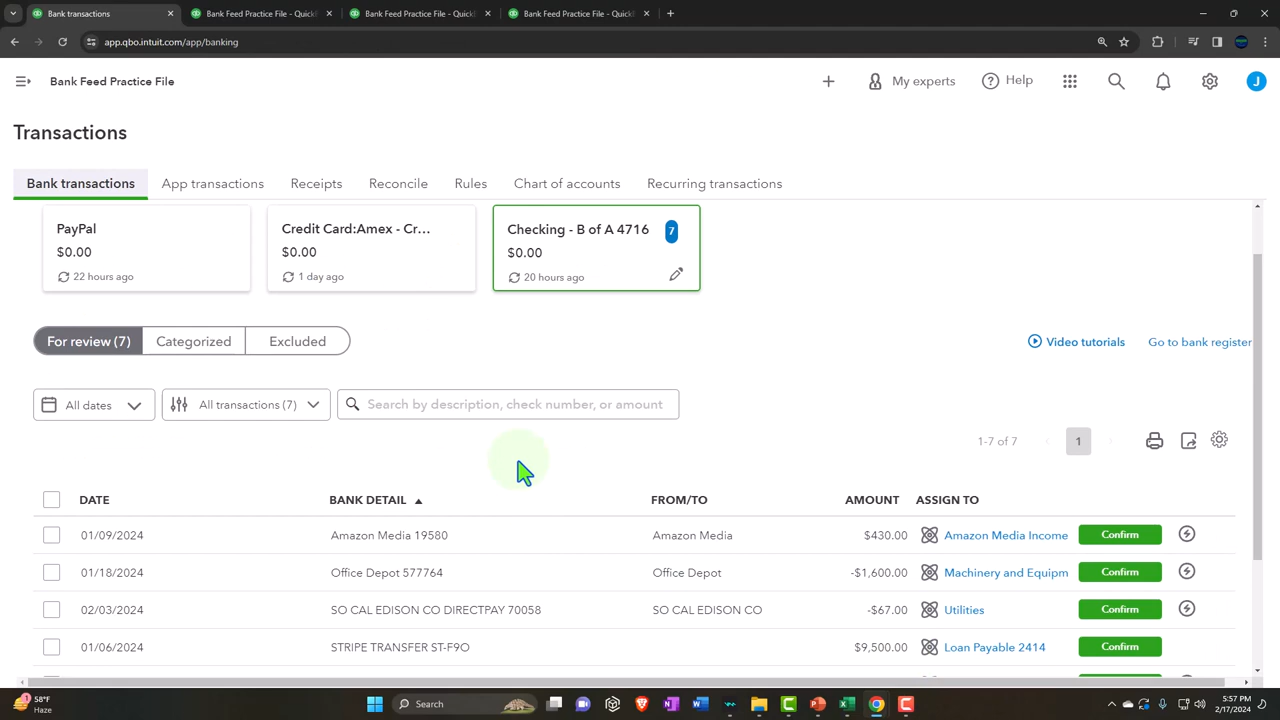 Bank transactions
Bank Feed Practice File - Quick
Bank Feed Practice File - Quick
Bank Feed Practice File - Quick
app.qbo.intuit.com/app/banking
Bank Feed Practice File
My experts
Help
J
Transactions
Bank transactions App transactions Receipts Reconcile Rules Chart of accounts Recurring transactions
PayPal
$0.00
22 hours ago
Credit Card:Amex - Cr...
$0.00
1 day ago
Checking - B of A 4716 7
$0.00
20 hours ago
For review (7) Categorized Excluded
Video tutorials Go to bank register
All dates All transactions (7) Search by description, check number, or amount
1-7 of 7 1
DATE BANK DETAIL FROM/TO AMOUNT ASSIGN TO
01/09/2024 Amazon Media 19580 Amazon Media $430.00 Amazon Media Income Confirm
01/18/2024 Office Depot 577764 Office Depot -$1,600.00 Machinery and Equipm Confirm
02/03/2024 SO CAL EDISON CO DIRECTPAY 70058 SO CAL EDISON CO -$67.00 Utilities Confirm
01/06/2024 STRIPE TRANSFER ST-F9O $9,500.00 Loan Payable 2414 Confirm
58°F
Haze
Search
5:57 PM
2/17/2024